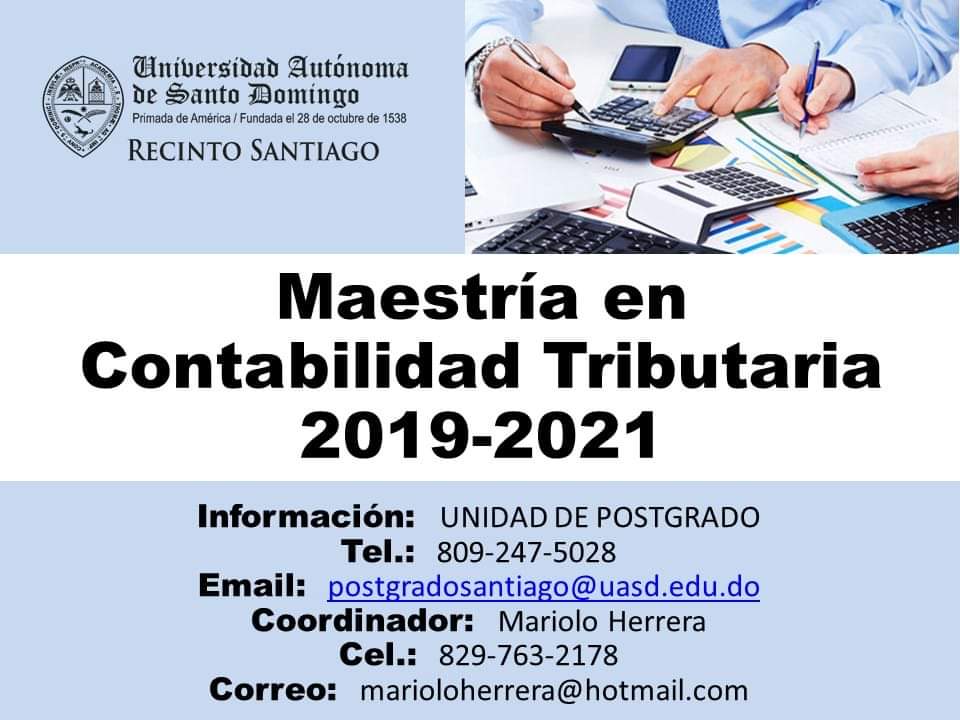 Universidad Autónoma
de Santo Domingo
Primada de América / Fundada el 28 de octubre de 1538
RECINTO SANTIAGO
Maestría en
Contabilidad Tributaria
2019-2021
Información: UNIDAD DE POSTGRADO
Tel.: 809-247-5028
Email: postgradosantiago@uasd.edu.do
Coordinador: Mariolo Herrera
Cel.: 829-763-2178
Correo: marioloherrera@hotmail.com